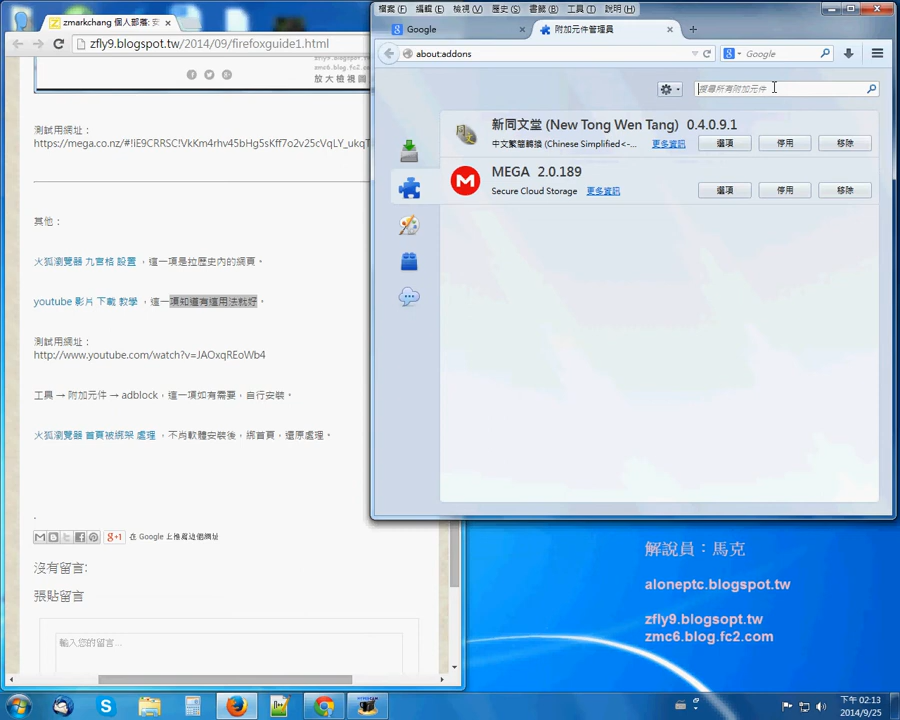 zmarkchang 個人部落: 安
zfly9.blogspot.tw/2014/09/firefoxguide1.html
放大檢視圖
測試用網址：
https://mega.co.nz/#!iE9CRRSC!VkKm4rhv45bHg5sKff7o2v25cVqLY_ukqT
其他：
火狐瀏覽器 九宮格 設置 ，這一項是拉歷史內的網頁。
youtube 影片 下載 教學 ，這一項知道有這用法就好。
測試用網址：
http://www.youtube.com/watch?v=JAOxqREoWb4
工具 → 附加元件 → adblock，這一項如有需要，自行安裝。
火狐瀏覽器 首頁被綁架 處理 ，不肖軟體安裝後，綁首頁，還原處理。
.
g+1 在 Google 上推薦這個網址
沒有留言:
張貼留言
輸入您的留言...
檔案(F) 編輯(E) 檢視(V) 歷史(S) 書籤(B) 工具(T) 說明(H)
Google
附加元件管理員
about:addons
Google
搜尋所有附加元件
新同文堂 (New Tong Wen Tang) 0.4.0.9.1
中文繁簡轉換 (Chinese Simplified <-... 更多資訊 選項 停用 移除
MEGA 2.0.189
Secure Cloud Storage 更多資訊 選項 停用 移除
解說員：馬克
aloneptc.blogspot.tw
zfly9.blogsopt.tw
zmc6.blog.fc2.com
下午 02:13
2014/9/25